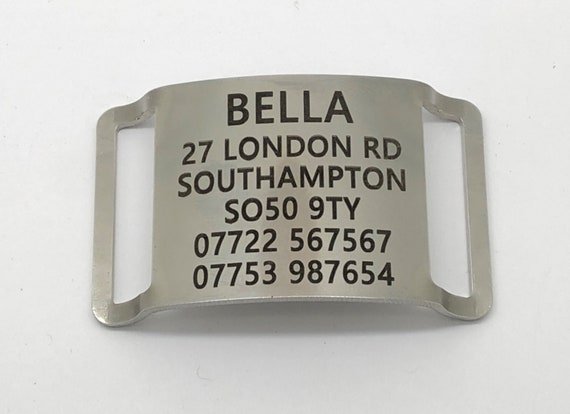 BELLA
27 LONDON RD
SOUTHAMPTON
SO50 9TY
07722 567567
07753 987654